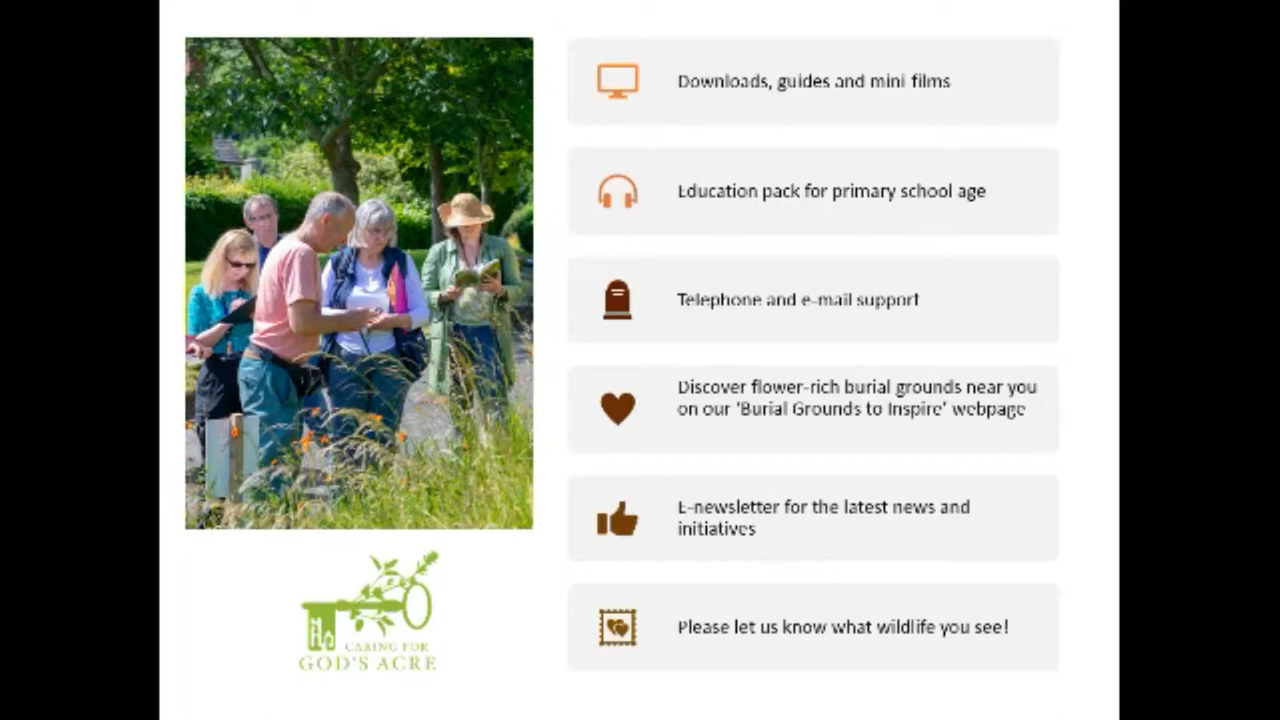 Downloads, guides and mini films
Education pack for primary school age
Telephone and e-mail support
Discover flower-rich burial grounds near you
on our 'Burial Grounds to Inspire' webpage
E-newsletter for the latest news and
initiatives
Please let us know what wildlife you see!
CARING FOR
GOD'S ACRE